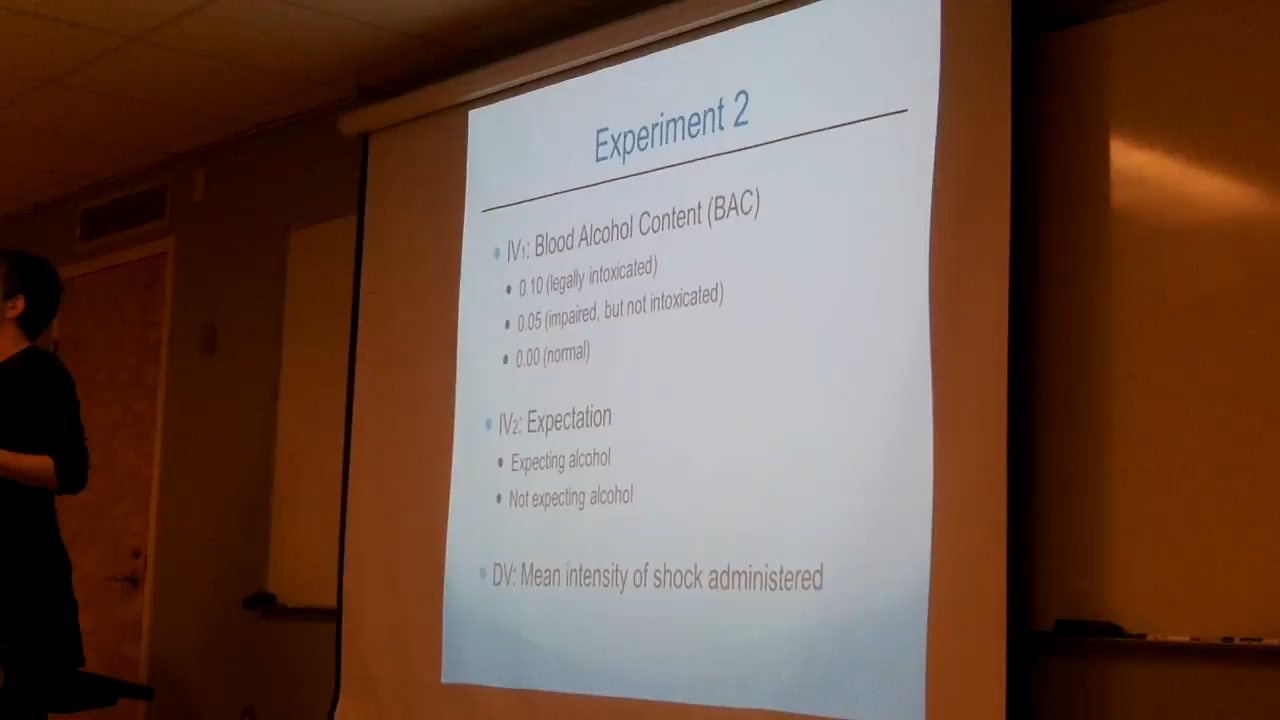 Experiment 2
• IV₁: Blood Alcohol Content (BAC)
• 0.10 (legally intoxicated)
• 0.05 (impaired, but not intoxicated)
• 0.00 (normal)
• IV₂: Expectation
• Expecting alcohol
• Not expecting alcohol
• DV: Mean intensity of shock administered